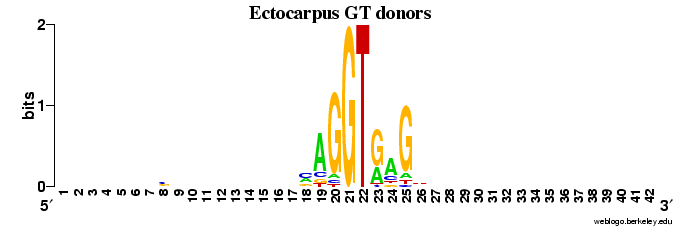 Ectocarpus GT donors
2
1
0
bits
G
T
G
A
G
G
A
A
G
1 2 3 4 5 6 7 8 9 10 11 12 13 14 15 16 17 18 19 20 21 22 23 24 25 26 27 28 29 30 31 32 33 34 35 36 37 38 39 40 41 42
5′ 3′
weblogo.berkeley.edu